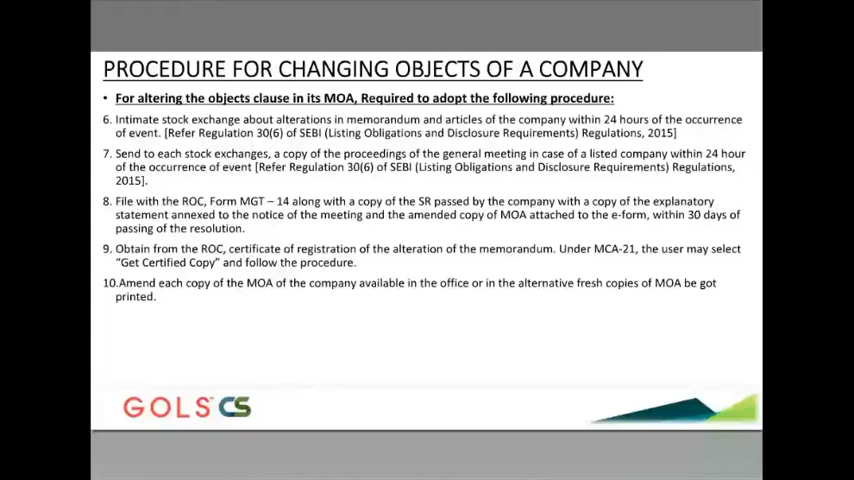 PROCEDURE FOR CHANGING OBJECTS OF A COMPANY
• For altering the objects clause in its MOA, Required to adopt the following procedure:
6. Intimate stock exchange about alterations in memorandum and articles of the company within 24 hours of the occurrence
of event. [Refer Regulation 30(6) of SEBI (Listing Obligations and Disclosure Requirements) Regulations, 2015]
7. Send to each stock exchanges, a copy of the proceedings of the general meeting in case of a listed company within 24 hour
of the occurrence of event [Refer Regulation 30(6) of SEBI (Listing Obligations and Disclosure Requirements) Regulations,
2015].
8. File with the ROC, Form MGT – 14 along with a copy of the SR passed by the company with a copy of the explanatory
statement annexed to the notice of the meeting and the amended copy of MOA attached to the e-form, within 30 days of
passing of the resolution.
9. Obtain from the ROC, certificate of registration of the alteration of the memorandum. Under MCA-21, the user may select
“Get Certified Copy” and follow the procedure.
10.Amend each copy of the MOA of the company available in the office or in the alternative fresh copies of MOA be got
printed.
GOLS CS